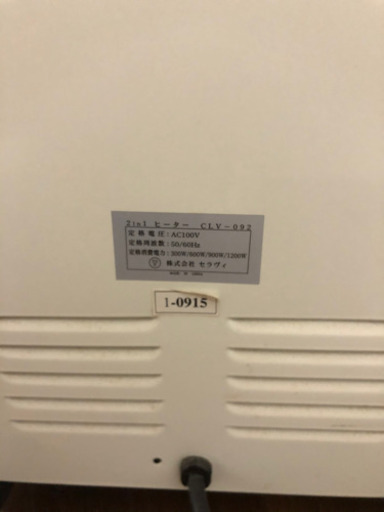 2in1 ヒーター CLV-092
定格電圧:AC100V
定格周波数:50/60Hz
定格消費電力:300W/600W/900W/1200W
株式会社 セラヴィ
MADE IN CHINA
1-0915